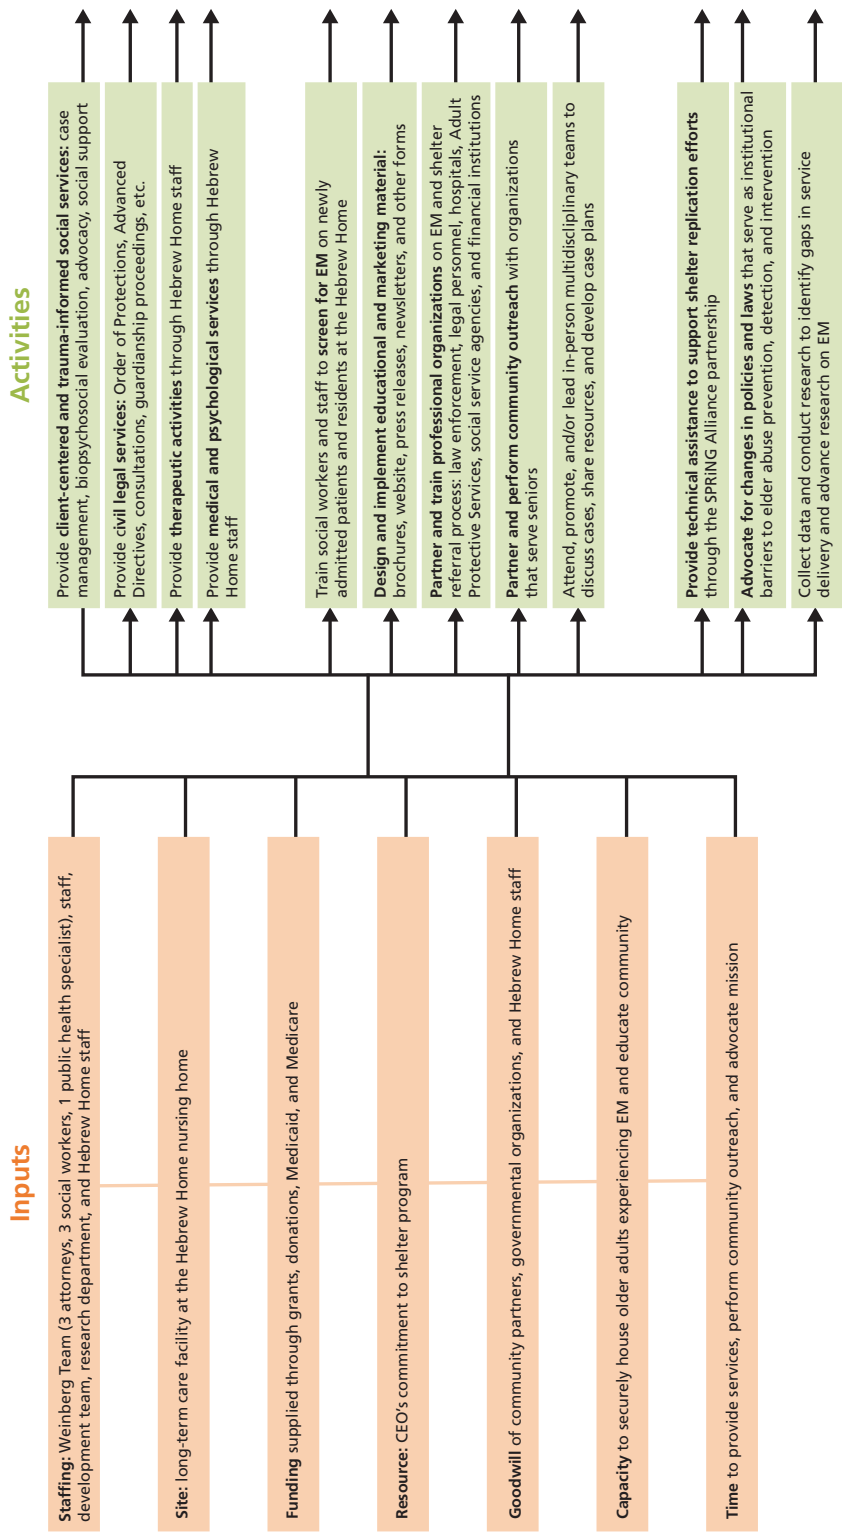 Inputs
Staffing: Weinberg Team (3 attorneys, 3 social workers, 1 public health specialist), staff,
development team, research department, and Hebrew Home staff
Site: long-term care facility at the Hebrew Home nursing home
Funding supplied through grants, donations, Medicaid, and Medicare
Resource: CEO’s commitment to shelter program
Goodwill of community partners, governmental organizations, and Hebrew Home staff
Capacity to securely house older adults experiencing EM and educate community
Time to provide services, perform community outreach, and advocate mission
Activities
Provide client-centered and trauma-informed social services: case
management, biopsychosocial evaluation, advocacy, social support
Provide civil legal services: Order of Protections, Advanced
Directives, consultations, guardianship proceedings, etc.
Provide therapeutic activities through Hebrew Home staff
Provide medical and psychological services through Hebrew
Home staff
Train social workers and staff to screen for EM on newly
admitted patients and residents at the Hebrew Home
Design and implement educational and marketing material:
brochures, website, press releases, newsletters, and other forms
Partner and train professional organizations on EM and shelter
referral process: law enforcement, legal personnel, hospitals, Adult
Protective Services, social service agencies, and financial institutions
Partner and perform community outreach with organizations
that serve seniors
Attend, promote, and/or lead in-person multidisciplinary teams to
discuss cases, share resources, and develop case plans
Provide technical assistance to support shelter replication efforts
through the SPRiNG Alliance partnership
Advocate for changes in policies and laws that serve as institutional
barriers to elder abuse prevention, detection, and intervention
Collect data and conduct research to identify gaps in service
delivery and advance research on EM